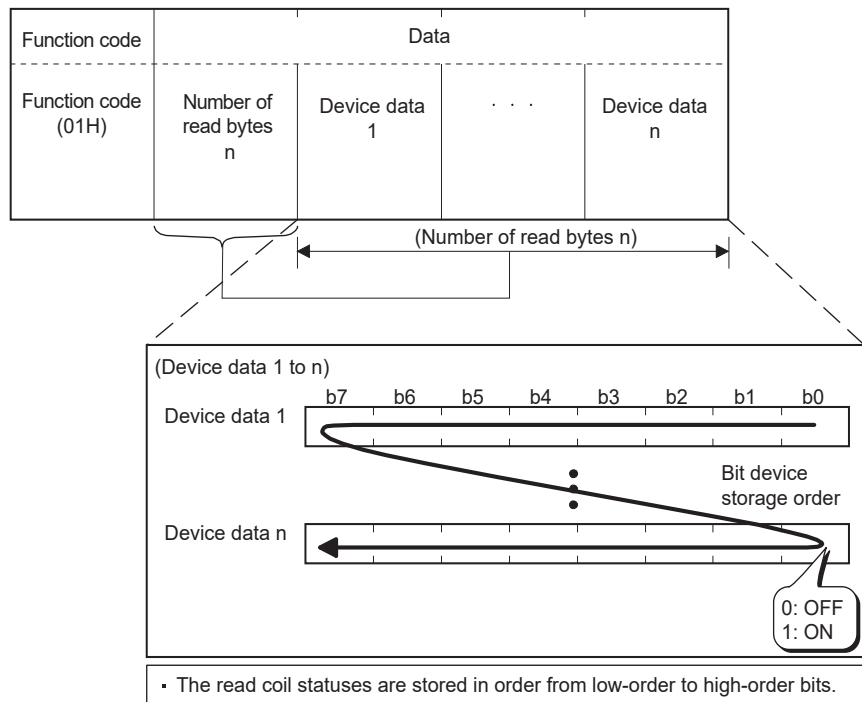 Function code Data
Function code (01H)
Number of read bytes n
Device data 1
· · ·
Device data n
(Number of read bytes n)
(Device data 1 to n)
b7 b6 b5 b4 b3 b2 b1 b0
Device data 1
Bit device
storage order
Device data n
0: OFF
1: ON
▪ The read coil statuses are stored in order from low-order to high-order bits.